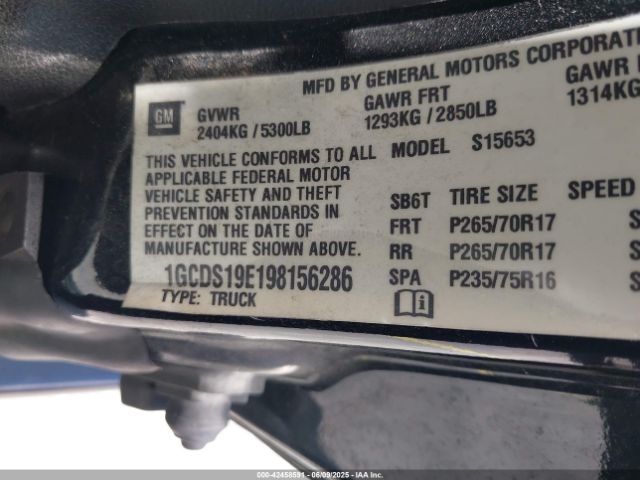 MFD BY GENERAL MOTORS CORPORATI
GM GVWR GAWR FRT GAWR
2404KG / 5300LB 1293KG / 2850LB 1314KG
THIS VEHICLE CONFORMS TO ALL MODEL S15653
APPLICABLE FEDERAL MOTOR
VEHICLE SAFETY AND THEFT SB6T TIRE SIZE SPEED
PREVENTION STANDARDS IN
EFFECT ON THE DATE OF FRT P265/70R17 S
MANUFACTURE SHOWN ABOVE. RR P265/70R17 S
1GCDS19E198156286 SPA P235/75R16 S
TYPE: TRUCK
000-42458591 - 06/09/2025 - IAAI.COM